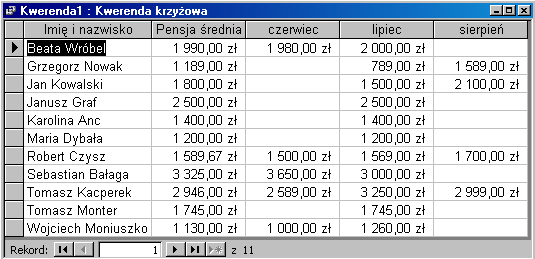 Kwerenda1 : Kwerenda krzyżowa
Imię i nazwisko Pensja średnia czerwiec lipiec sierpień
Beata Wróbel 1 990,00 zł 1 980,00 zł 2 000,00 zł
Grzegorz Nowak 1 189,00 zł 789,00 zł 1 589,00 zł
Jan Kowalski 1 800,00 zł 1 500,00 zł 2 100,00 zł
Janusz Graf 2 500,00 zł 2 500,00 zł
Karolina Anc 1 400,00 zł 1 400,00 zł
Maria Dybała 1 200,00 zł 1 200,00 zł
Robert Czysz 1 589,67 zł 1 500,00 zł 1 569,00 zł 1 700,00 zł
Sebastian Bałaga 3 325,00 zł 3 650,00 zł 3 000,00 zł
Tomasz Kacperek 2 946,00 zł 2 589,00 zł 3 250,00 zł 2 999,00 zł
Tomasz Monter 1 745,00 zł 1 745,00 zł
Wojciech Moniuszko 1 130,00 zł 1 000,00 zł 1 260,00 zł
Rekord: 1 z 11